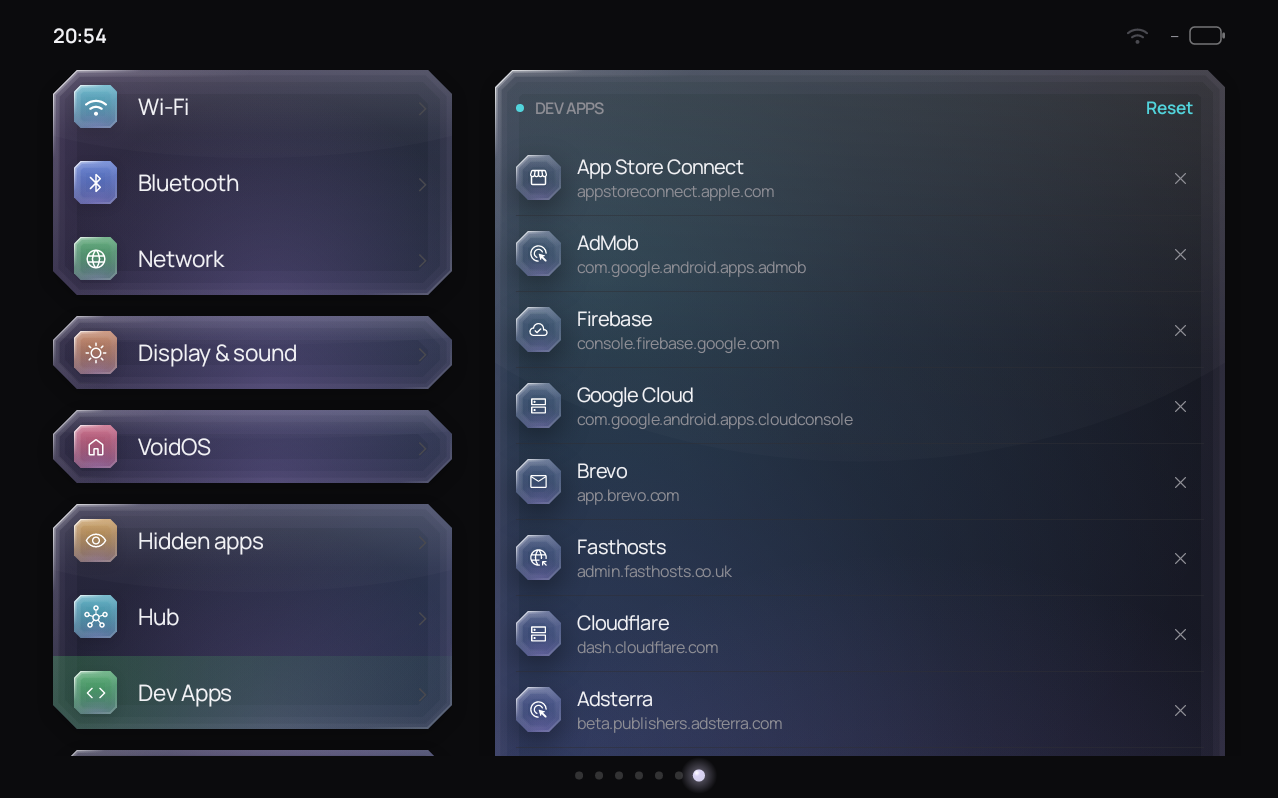 20:54
–
Wi-Fi
Bluetooth
Network
Display & sound
VoidOS
Hidden apps
Hub
Dev Apps
DEV APPS
Reset
App Store Connect
appstoreconnect.apple.com
AdMob
com.google.android.apps.admob
Firebase
console.firebase.google.com
Google Cloud
com.google.android.apps.cloudconsole
Brevo
app.brevo.com
Fasthosts
admin.fasthosts.co.uk
Cloudflare
dash.cloudflare.com
Adsterra
beta.publishers.adsterra.com